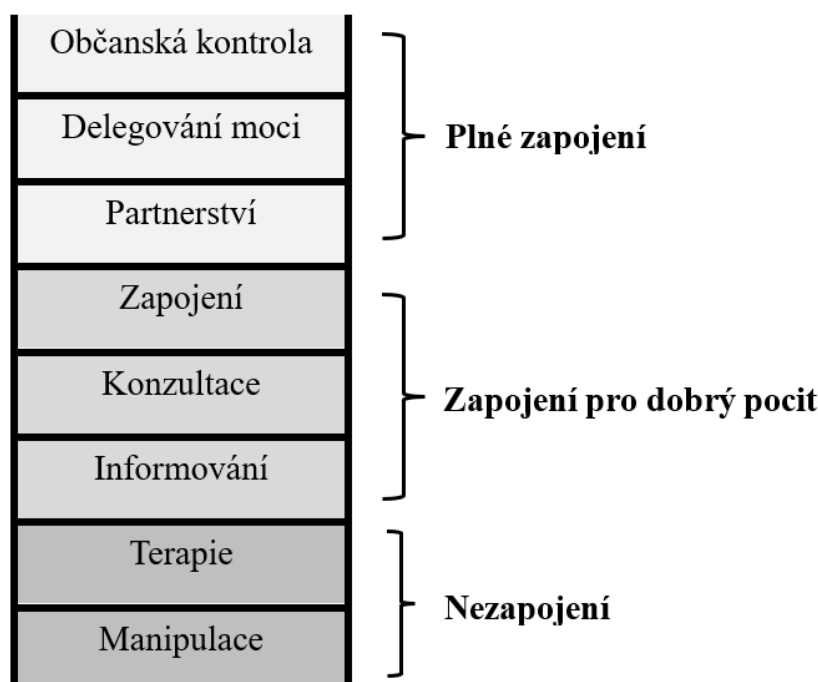 Občanská kontrola
Delegování moci
Plné zapojení
Partnerství
Zapojení
Konzultace
Zapojení pro dobrý pocit
Informování
Terapie
Nezapojení
Manipulace